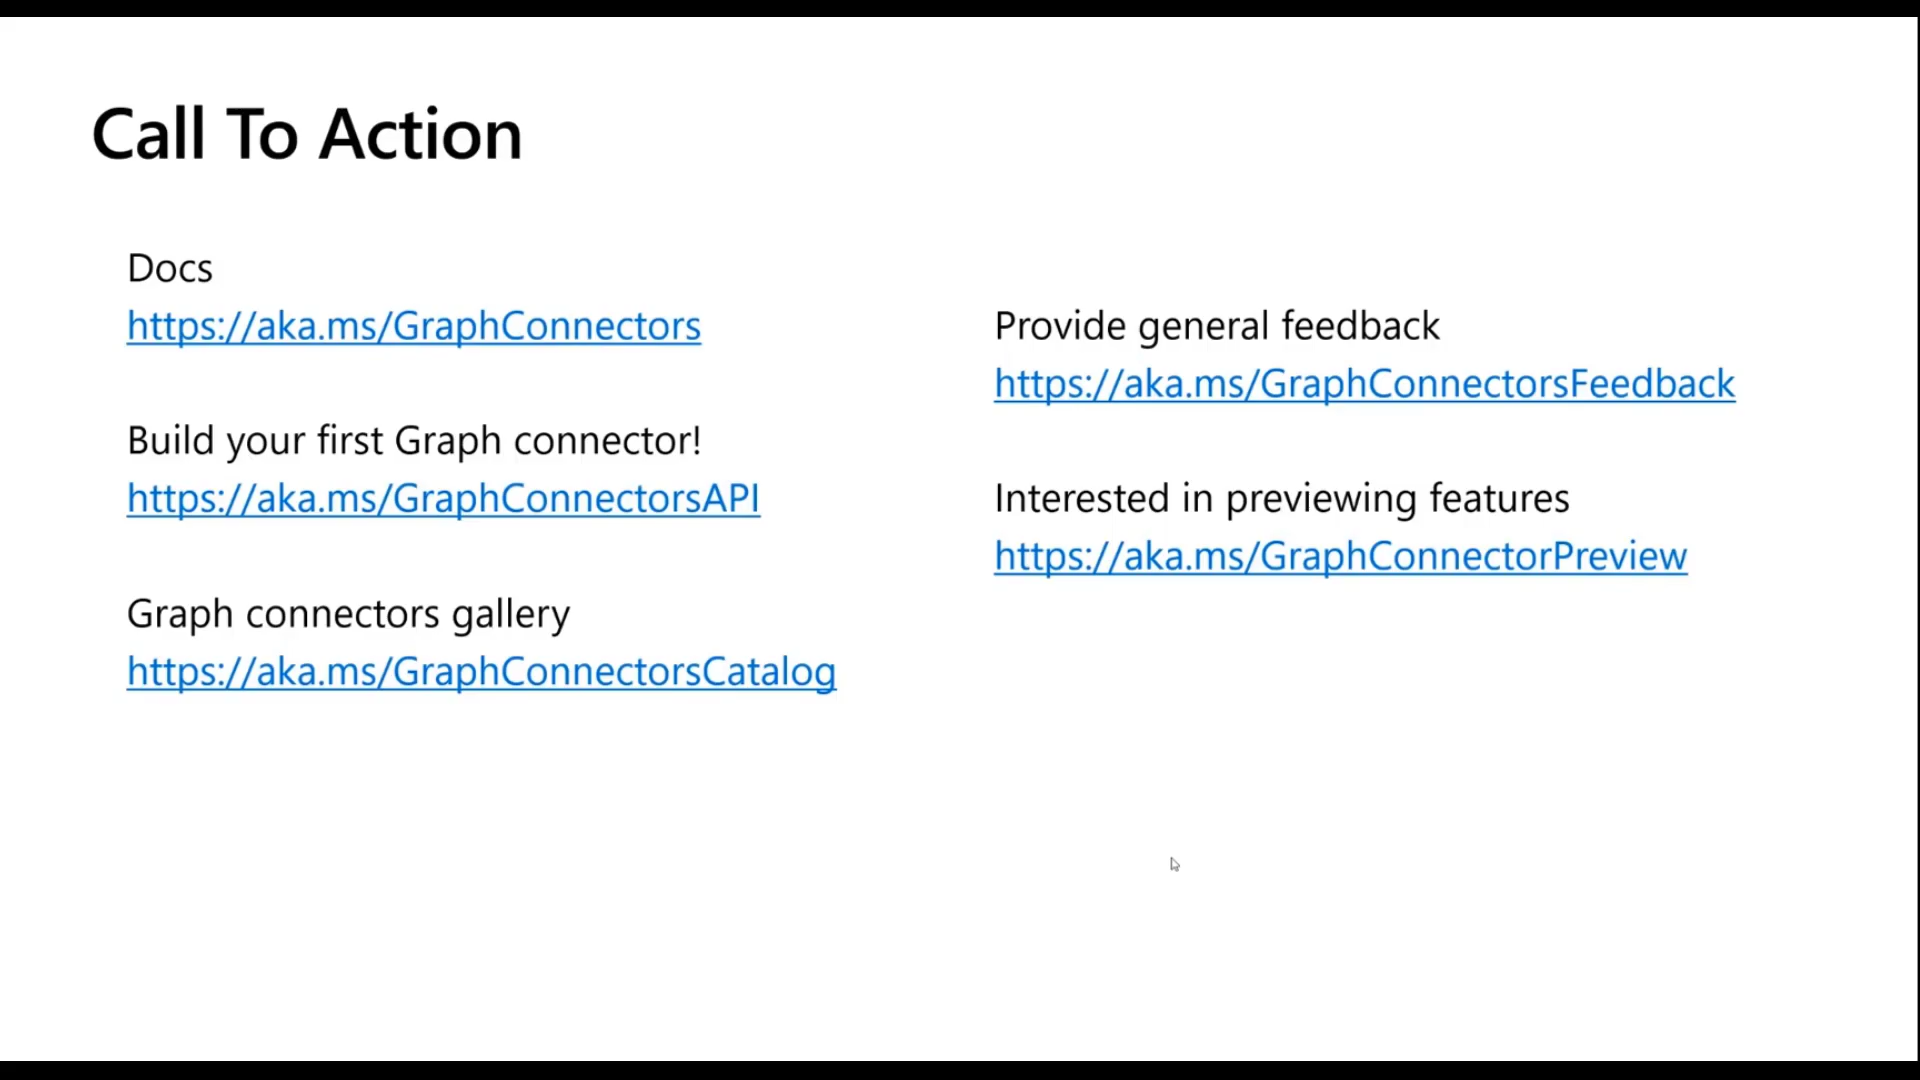 Call To Action
Docs
https://aka.ms/GraphConnectors
Build your first Graph connector!
https://aka.ms/GraphConnectorsAPI
Graph connectors gallery
https://aka.ms/GraphConnectorsCatalog
Provide general feedback
https://aka.ms/GraphConnectorsFeedback
Interested in previewing features
https://aka.ms/GraphConnectorPreview